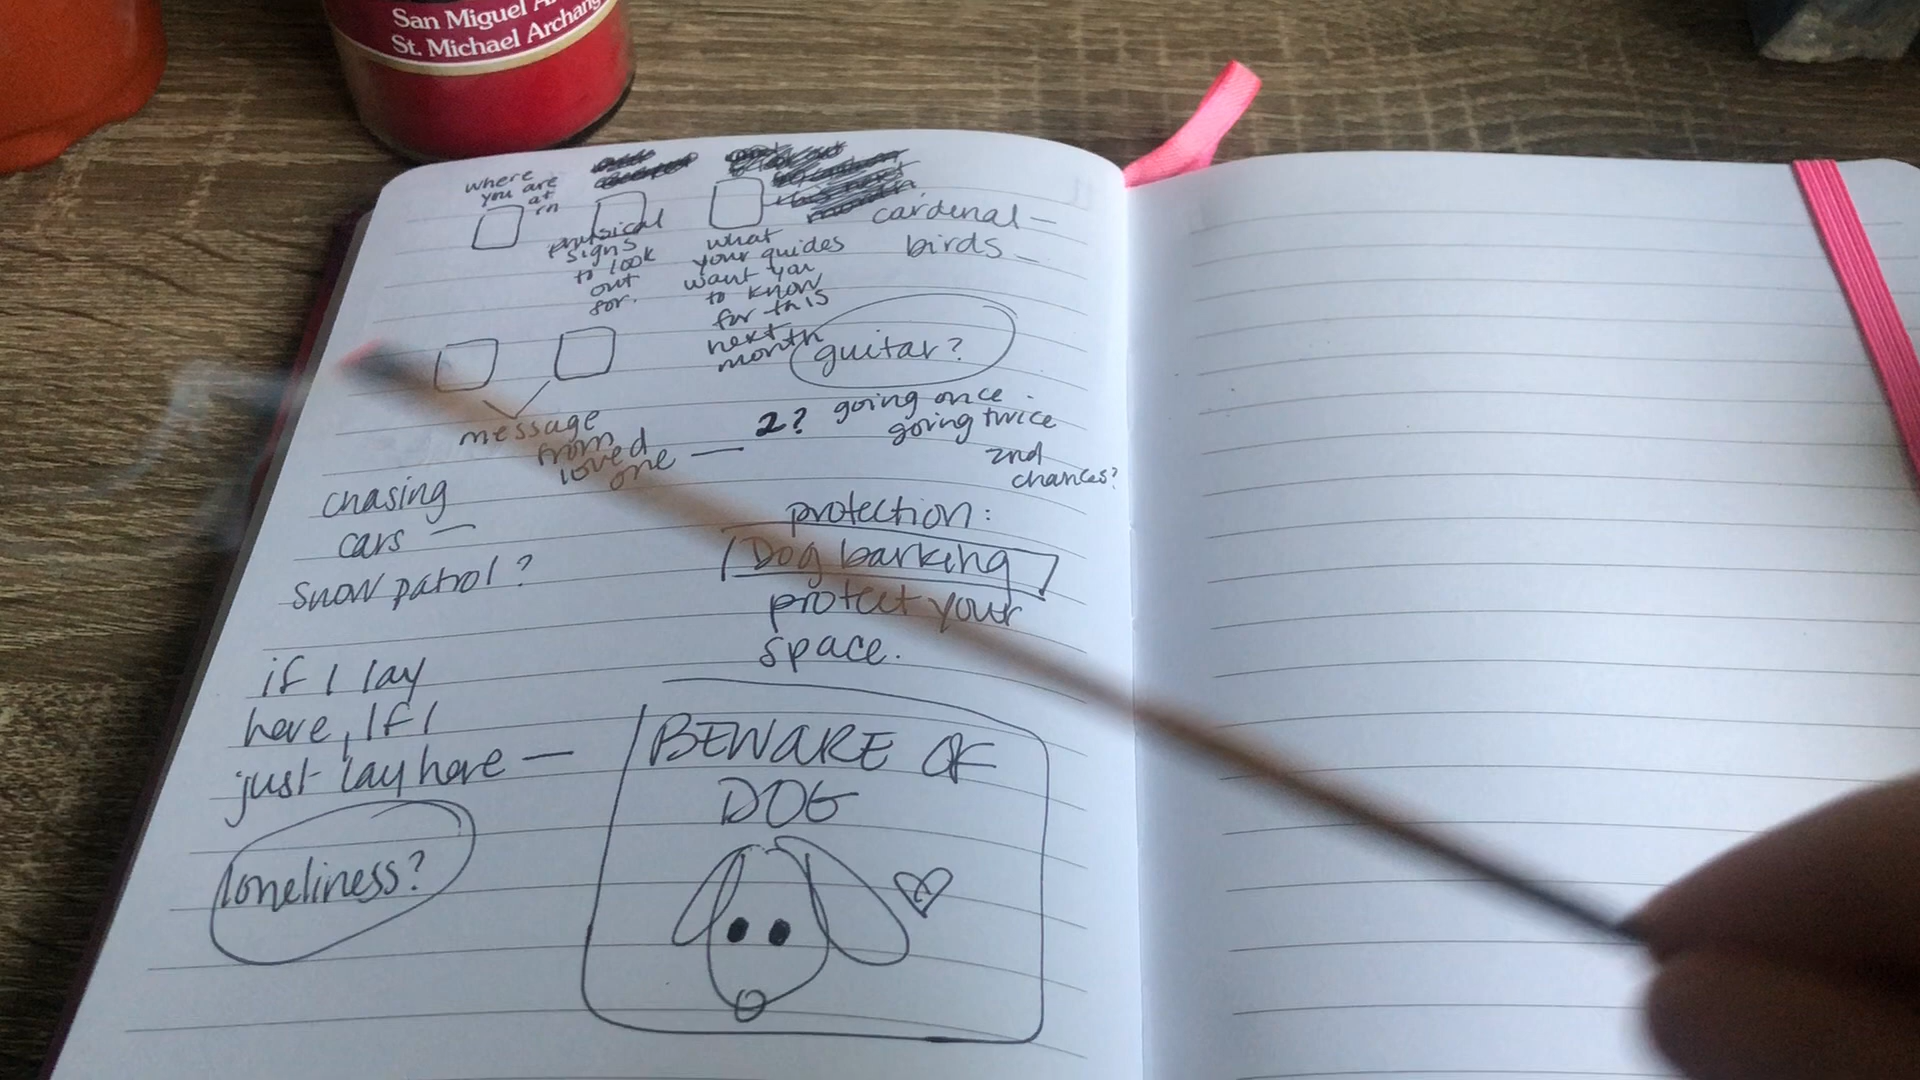 San Miguel A
St. Michael Archang
where
you are
at
rn
physical
signs
to look
out
for.
what
your guides
want you
to know
for this
next
month
cardenal –
birds –
guitar?
message
from
loved
one —
2? going once
going twice
2nd
chances?
chasing
cars —
snow patrol?
if I lay
here, If I
just lay here —
loneliness?
protection:
Dog barking
protect your
space.
BEWARE OF
DOG